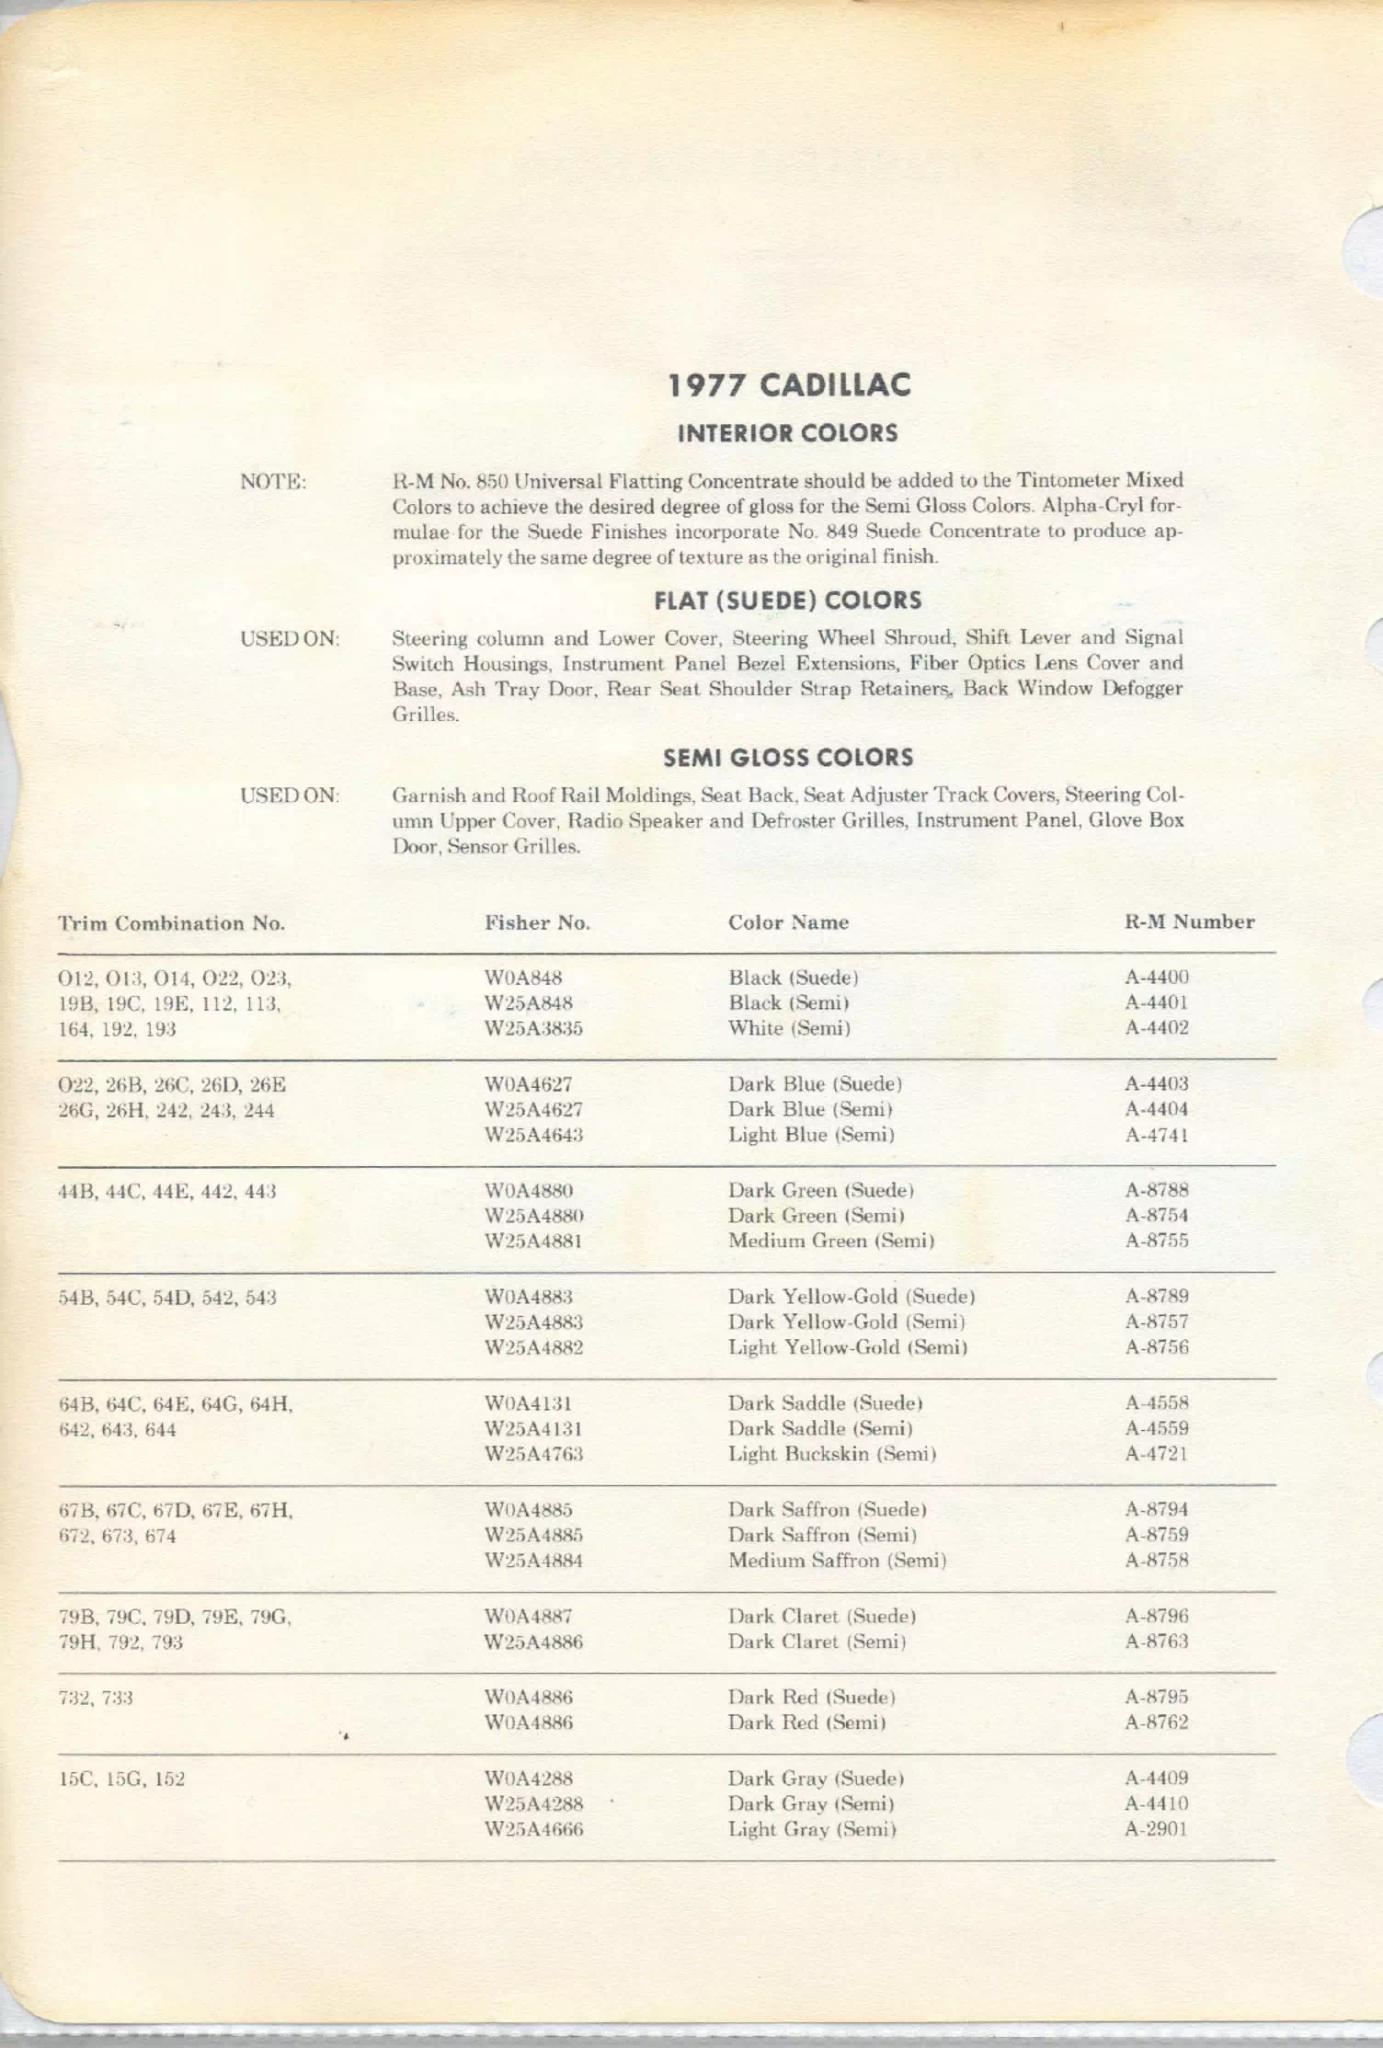 1977 CADILLAC
INTERIOR COLORS
NOTE: R-M No. 850 Universal Flatting Concentrate should be added to the Tintometer Mixed
Colors to achieve the desired degree of gloss for the Semi Gloss Colors. Alpha-Cryl for-
mulae for the Suede Finishes incorporate No. 849 Suede Concentrate to produce ap-
proximately the same degree of texture as the original finish.
FLAT (SUEDE) COLORS
USED ON: Steering column and Lower Cover, Steering Wheel Shroud, Shift Lever and Signal
Switch Housings, Instrument Panel Bezel Extensions, Fiber Optics Lens Cover and
Base, Ash Tray Door, Rear Seat Shoulder Strap Retainers, Back Window Defogger
Grilles.
SEMI GLOSS COLORS
USED ON: Garnish and Roof Rail Moldings, Seat Back, Seat Adjuster Track Covers, Steering Col-
umn Upper Cover, Radio Speaker and Defroster Grilles, Instrument Panel, Glove Box
Door, Sensor Grilles.
Trim Combination No. Fisher No. Color Name R-M Number
O12, O13, O14, O22, O23, W0A848 Black (Suede) A-4400
19B, 19C, 19E, 112, 113, W25A848 Black (Semi) A-4401
164, 192, 193 W25A3835 White (Semi) A-4402
O22, 26B, 26C, 26D, 26E W0A4627 Dark Blue (Suede) A-4403
26G, 26H, 242, 243, 244 W25A4627 Dark Blue (Semi) A-4404
W25A4643 Light Blue (Semi) A-4741
44B, 44C, 44E, 442, 443 W0A4880 Dark Green (Suede) A-8788
W25A4880 Dark Green (Semi) A-8754
W25A4881 Medium Green (Semi) A-8755
54B, 54C, 54D, 542, 543 W0A4883 Dark Yellow-Gold (Suede) A-8789
W25A4883 Dark Yellow-Gold (Semi) A-8757
W25A4882 Light Yellow-Gold (Semi) A-8756
64B, 64C, 64E, 64G, 64H, W0A4131 Dark Saddle (Suede) A-4558
642, 643, 644 W25A4131 Dark Saddle (Semi) A-4559
W25A4763 Light Buckskin (Semi) A-4721
67B, 67C, 67D, 67E, 67H, W0A4885 Dark Saffron (Suede) A-8794
672, 673, 674 W25A4885 Dark Saffron (Semi) A-8759
W25A4884 Medium Saffron (Semi) A-8758
79B, 79C, 79D, 79E, 79G, W0A4887 Dark Claret (Suede) A-8796
79H, 792, 793 W25A4886 Dark Claret (Semi) A-8763
732, 733 W0A4886 Dark Red (Suede) A-8795
W0A4886 Dark Red (Semi) A-8762
15C, 15G, 152 W0A4288 Dark Gray (Suede) A-4409
W25A4288 Dark Gray (Semi) A-4410
W25A4666 Light Gray (Semi) A-2901